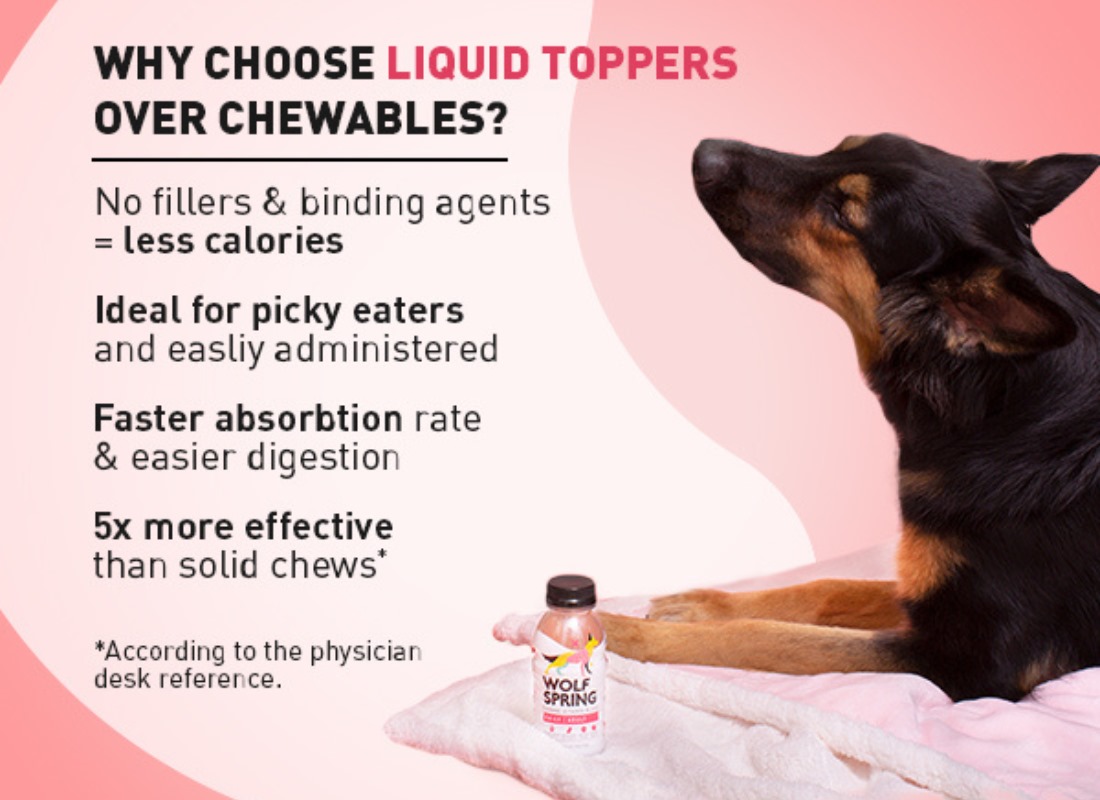 WHY CHOOSE LIQUID TOPPERS
OVER CHEWABLES?
No fillers & binding agents
= less calories
Ideal for picky eaters
and easliy administered
Faster absorbtion rate
& easier digestion
5x more effective
than solid chews*
*According to the physician
desk reference.
WOLF
SPRING